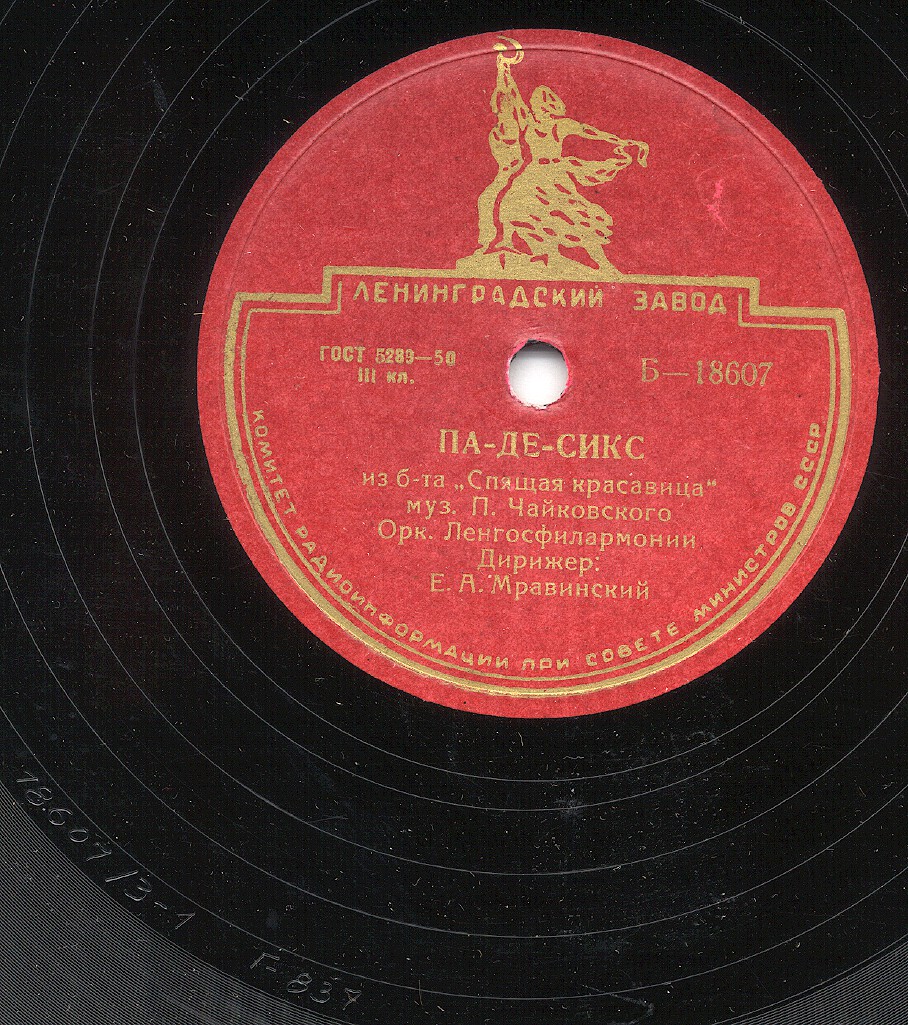 ЛЕНИНГРАДСКИЙ ЗАВОД
ГОСТ 5289—50
III кл.
Б—18607
ПА-ДЕ-СИКС
из б-та „Спящая красавица"
муз. П. Чайковского
Орк. Ленгосфилармонии
Дирижер:
Е. А. Мравинский
КОМИТЕТ РАДИОИНФОРМАЦИИ ПРИ СОВЕТЕ МИНИСТРОВ СССР
18607 /3-1
Г-837